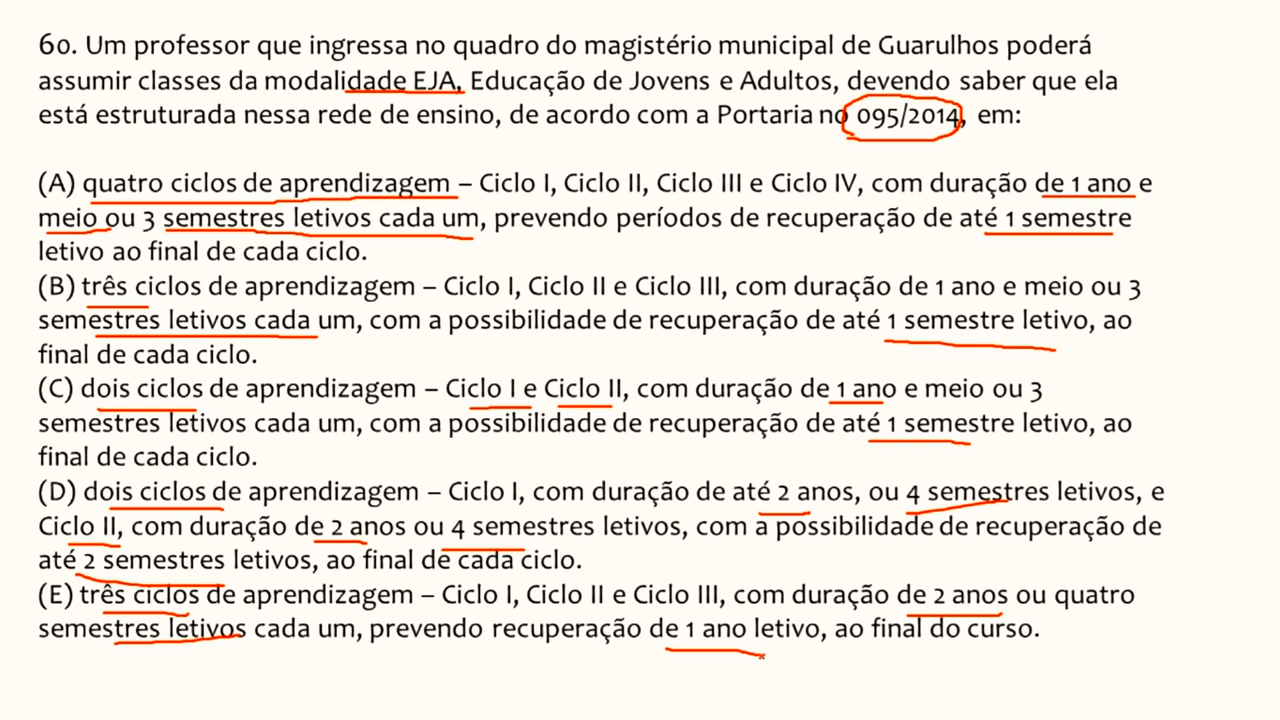 60. Um professor que ingressa no quadro do magistério municipal de Guarulhos poderá
assumir classes da modalidade EJA, Educação de Jovens e Adultos, devendo saber que ela
está estruturada nessa rede de ensino, de acordo com a Portaria no 095/2014, em:
(A) quatro ciclos de aprendizagem – Ciclo I, Ciclo II, Ciclo III e Ciclo IV, com duração de 1 ano e
meio ou 3 semestres letivos cada um, prevendo períodos de recuperação de até 1 semestre
letivo ao final de cada ciclo.
(B) três ciclos de aprendizagem – Ciclo I, Ciclo II e Ciclo III, com duração de 1 ano e meio ou 3
semestres letivos cada um, com a possibilidade de recuperação de até 1 semestre letivo, ao
final de cada ciclo.
(C) dois ciclos de aprendizagem – Ciclo I e Ciclo II, com duração de 1 ano e meio ou 3
semestres letivos cada um, com a possibilidade de recuperação de até 1 semestre letivo, ao
final de cada ciclo.
(D) dois ciclos de aprendizagem – Ciclo I, com duração de até 2 anos, ou 4 semestres letivos, e
Ciclo II, com duração de 2 anos ou 4 semestres letivos, com a possibilidade de recuperação de
até 2 semestres letivos, ao final de cada ciclo.
(E) três ciclos de aprendizagem – Ciclo I, Ciclo II e Ciclo III, com duração de 2 anos ou quatro
semestres letivos cada um, prevendo recuperação de 1 ano letivo, ao final do curso.